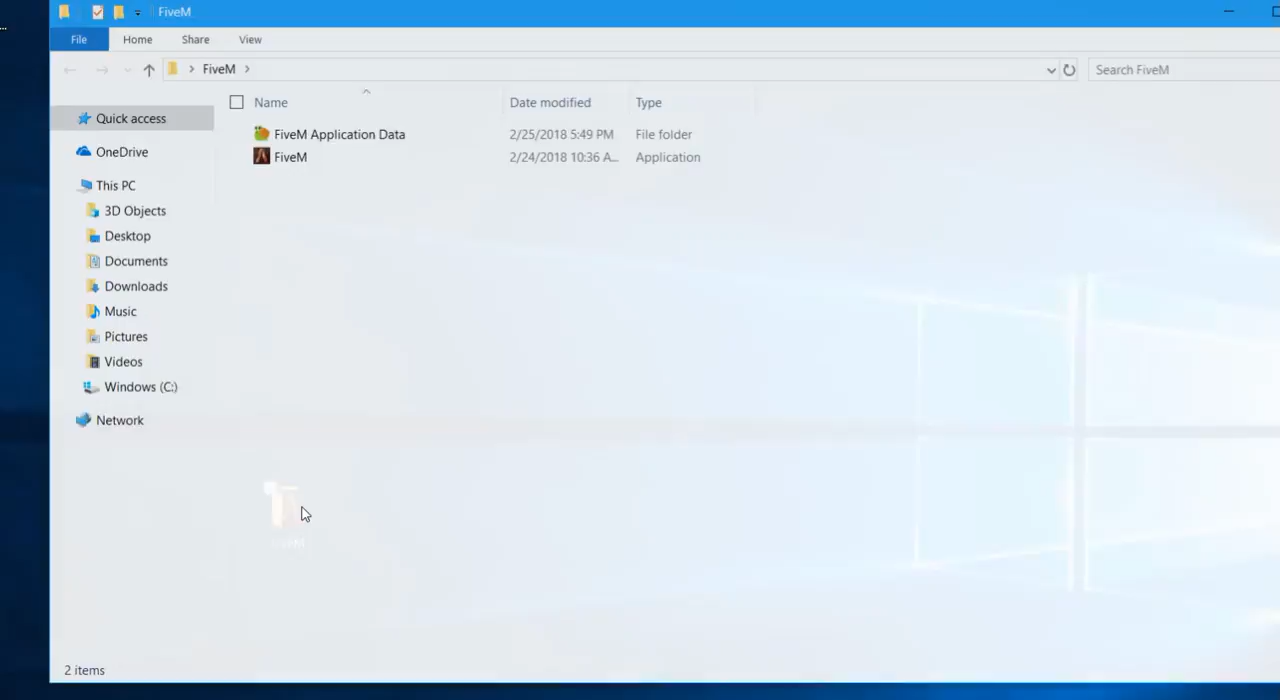 FiveM
File Home Share View
FiveM
Search FiveM
Name Date modified Type
FiveM Application Data 2/25/2018 5:49 PM File folder
FiveM 2/24/2018 10:36 A... Application
Quick access
OneDrive
This PC
3D Objects
Desktop
Documents
Downloads
Music
Pictures
Videos
Windows (C:)
Network
FiveM
2 items